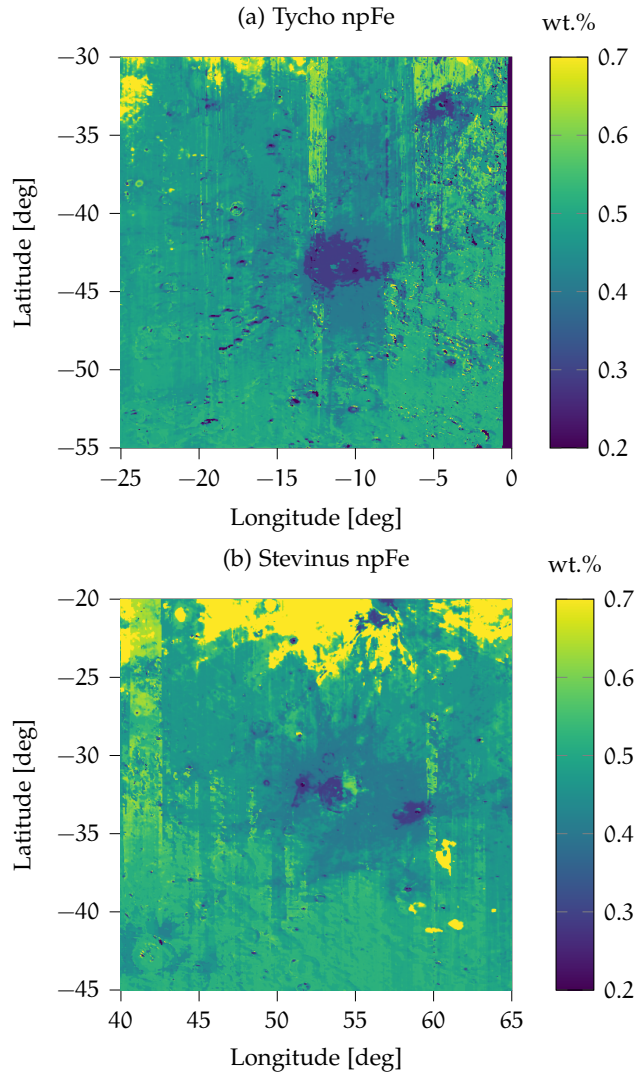 (a) Tycho npFe
wt.%
−30
−35
−40
−45
−50
−55
Latitude [deg]
−25 −20 −15 −10 −5 0
Longitude [deg]
0.7
0.6
0.5
0.4
0.3
0.2
(b) Stevinus npFe
wt.%
−20
−25
−30
−35
−40
−45
Latitude [deg]
40 45 50 55 60 65
Longitude [deg]
0.7
0.6
0.5
0.4
0.3
0.2